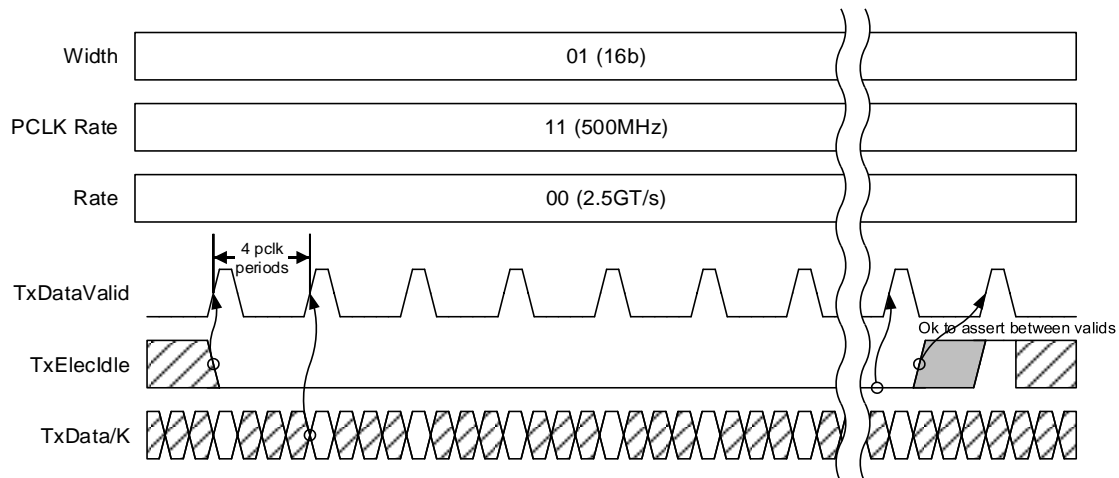 Width
01 (16b)
PCLK Rate
11 (500MHz)
Rate
00 (2.5GT/s)
4 pclk
periods
TxDataValid
Ok to assert between valids
TxElecIdle
TxData/K